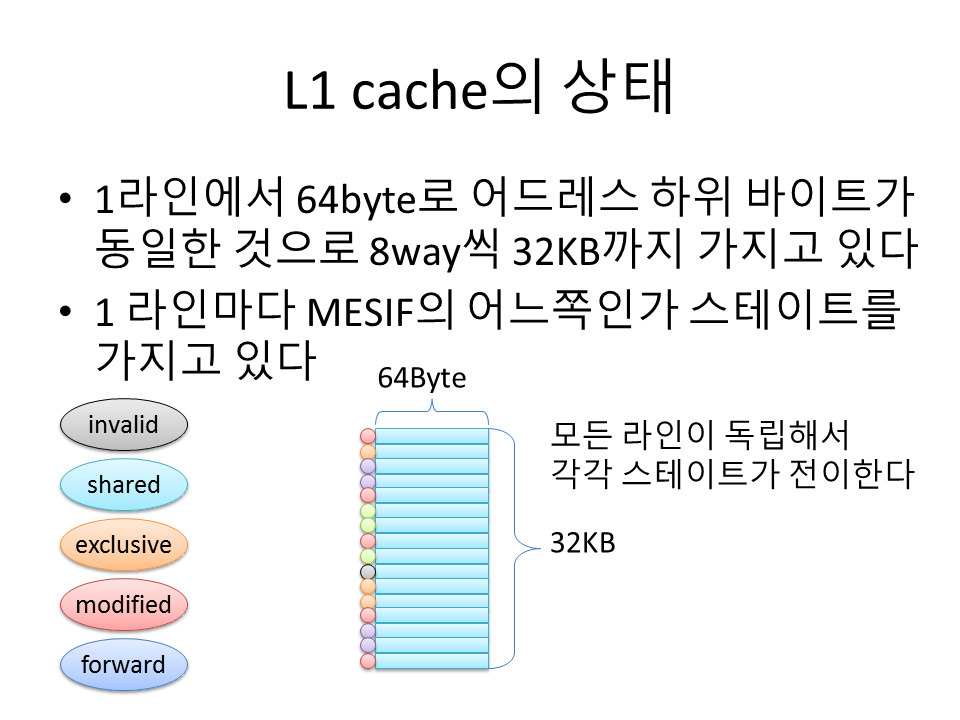 L1 cache의 상태
• 1라인에서 64byte로 어드레스 하위 바이트가
동일한 것으로 8way씩 32KB까지 가지고 있다
• 1 라인마다 MESIF의 어느쪽인가 스테이트를
가지고 있다
64Byte
invalid
shared
exclusive
modified
forward
모든 라인이 독립해서
각각 스테이트가 전이한다
32KB